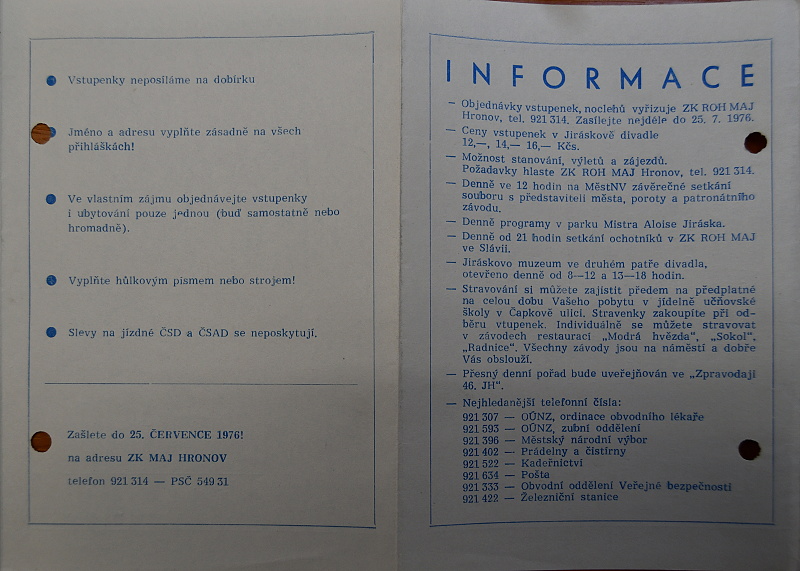 Vstupenky neposíláme na dobírku
Jméno a adresu vyplňte zásadně na všech
přihláškách!
Ve vlastním zájmu objednávejte vstupenky
i ubytování pouze jednou (buď samostatně nebo
hromadně).
Vyplňte hůlkovým písmem nebo strojem!
Slevy na jízdné ČSD a ČSAD se neposkytují.
Zašlete do 25. ČERVENCE 1976!
na adresu ZK MAJ HRONOV
telefon 921 314 — PSČ 549 31
INFORMACE
— Objednávky vstupenek, noclehů vyřizuje ZK ROH MAJ
Hronov, tel. 921 314. Zasílejte nejdéle do 25. 7. 1976.
— Ceny vstupenek v Jiráskově divadle
12,—, 14,— 16,— Kčs.
— Možnost stanování, výletů a zájezdů.
Požadavky hlaste ZK ROH MAJ Hronov, tel. 921 314.
— Denně ve 12 hodin na MěstNV závěrečné setkání
souboru s představiteli města, poroty a patronátního
závodu.
— Denně programy v parku Mistra Aloise Jiráska.
— Denně od 21 hodin setkání ochotníků v ZK ROH MAJ
ve Slávii.
— Jiráskovo muzeum ve druhém patře divadla,
otevřeno denně od 8—12 a 13—18 hodin.
— Stravování si můžete zajistit předem na předplatné
na celou dobu Vašeho pobytu v jídelně učňovské
školy v Čapkově ulici. Stravenky zakoupíte při od-
běru vtupenek. Individuálně se můžete stravovat
v závodech restaurací „Modrá hvězda", „Sokol",
„Radnice". Všechny závody jsou na náměstí a dobře
Vás obslouží.
— Přesný denní pořad bude uveřejňován ve „Zpravodaji
46. JH".
— Nejhledanější telefonní čísla:
921 307 — OÚNZ, ordinace obvodního lékaře
921 593 — OÚNZ, zubní oddělení
921 396 — Městský národní výbor
921 402 — Prádelny a čistírny
921 522 — Kadeřnictví
921 634 — Pošta
921 333 — Obvodní oddělení Veřejné bezpečnosti
921 422 — Železniční stanice